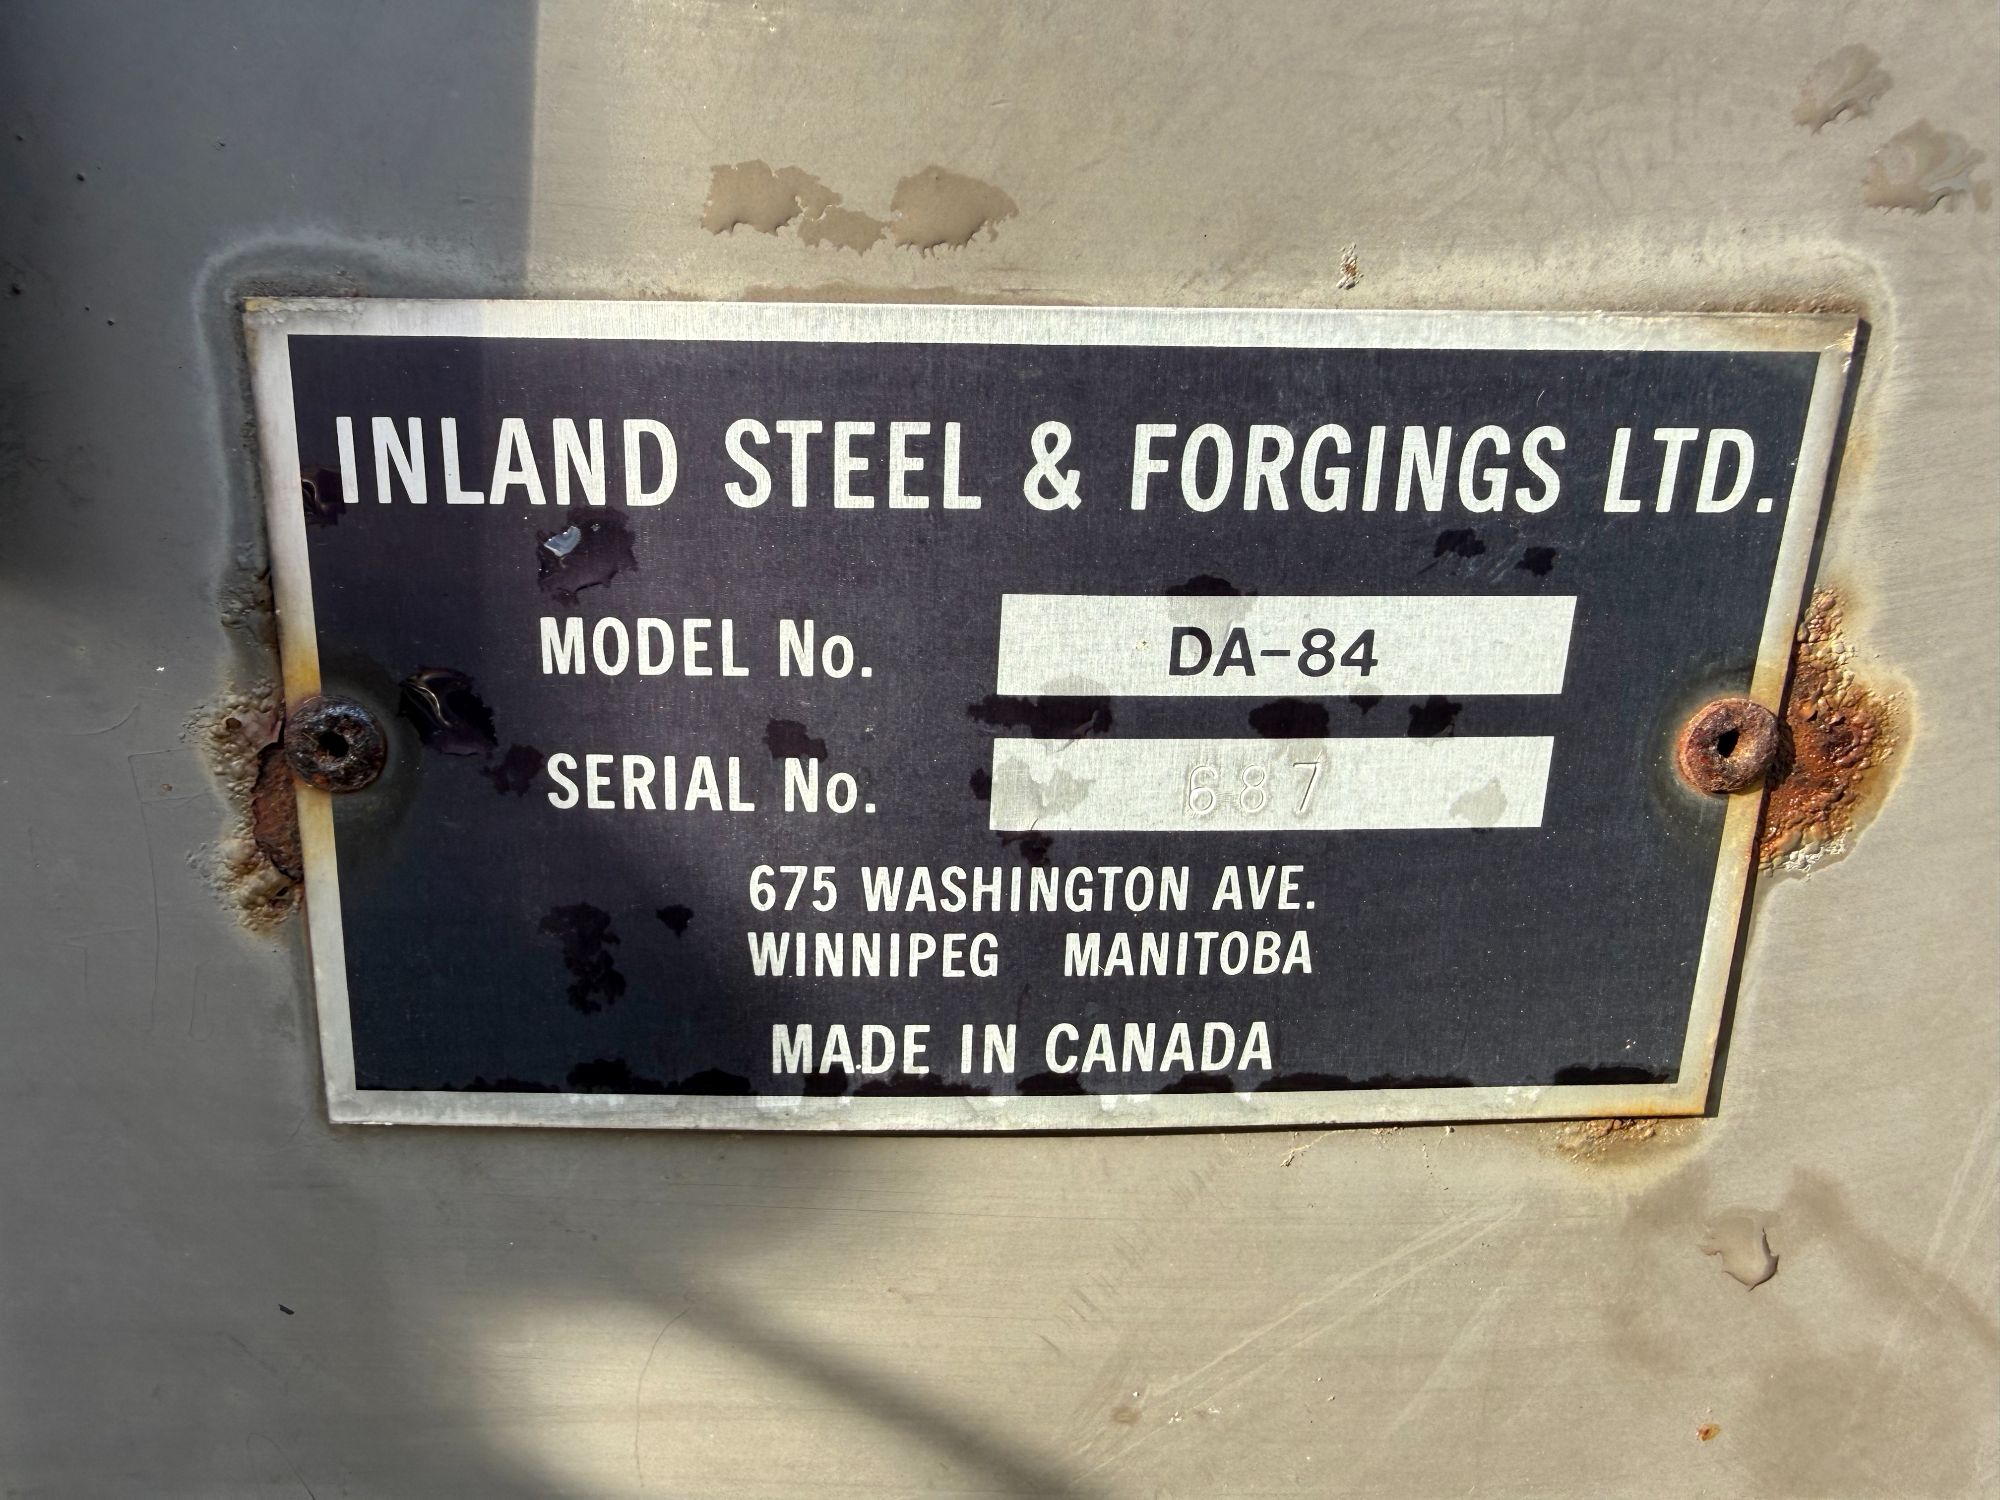 INLAND STEEL & FORGINGS LTD.
MODEL No. DA-84
SERIAL No. 687
675 WASHINGTON AVE.
WINNIPEG MANITOBA
MADE IN CANADA